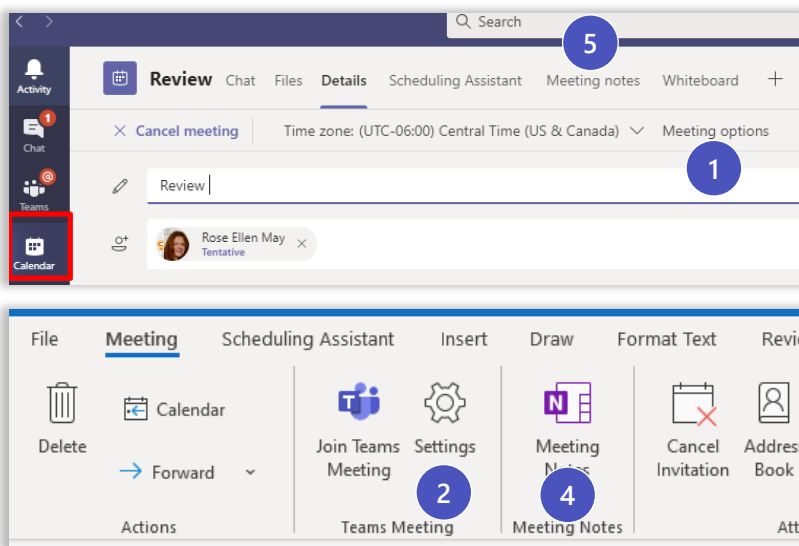 Search
5
Activity
Review Chat Files Details Scheduling Assistant Meeting notes Whiteboard +
1
Chat
Cancel meeting Time zone: (UTC-06:00) Central Time (US & Canada) Meeting options
1
@
Teams
Review
Calendar
Rose Ellen May
Tentative
File Meeting Scheduling Assistant Insert Draw Format Text Revi
Delete
Calendar
Forward
Actions
Join Teams
Meeting
Settings
2
Teams Meeting
N
Meeting
4
Meeting Notes
Cancel
Invitation
Addres
Book
Att